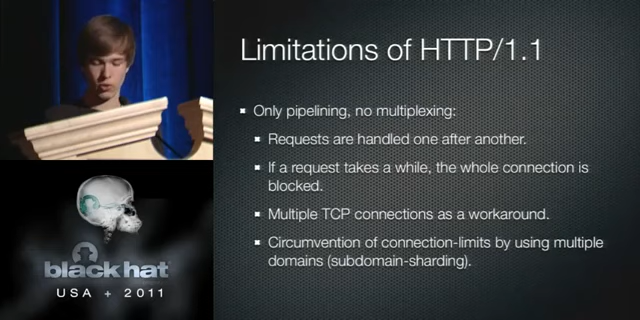 Limitations of HTTP/1.1
Only pipelining, no multiplexing:
Requests are handled one after another.
If a request takes a while, the whole connection is
blocked.
Multiple TCP connections as a workaround.
Circumvention of connection-limits by using multiple
domains (subdomain-sharding).
black hat
USA + 2011